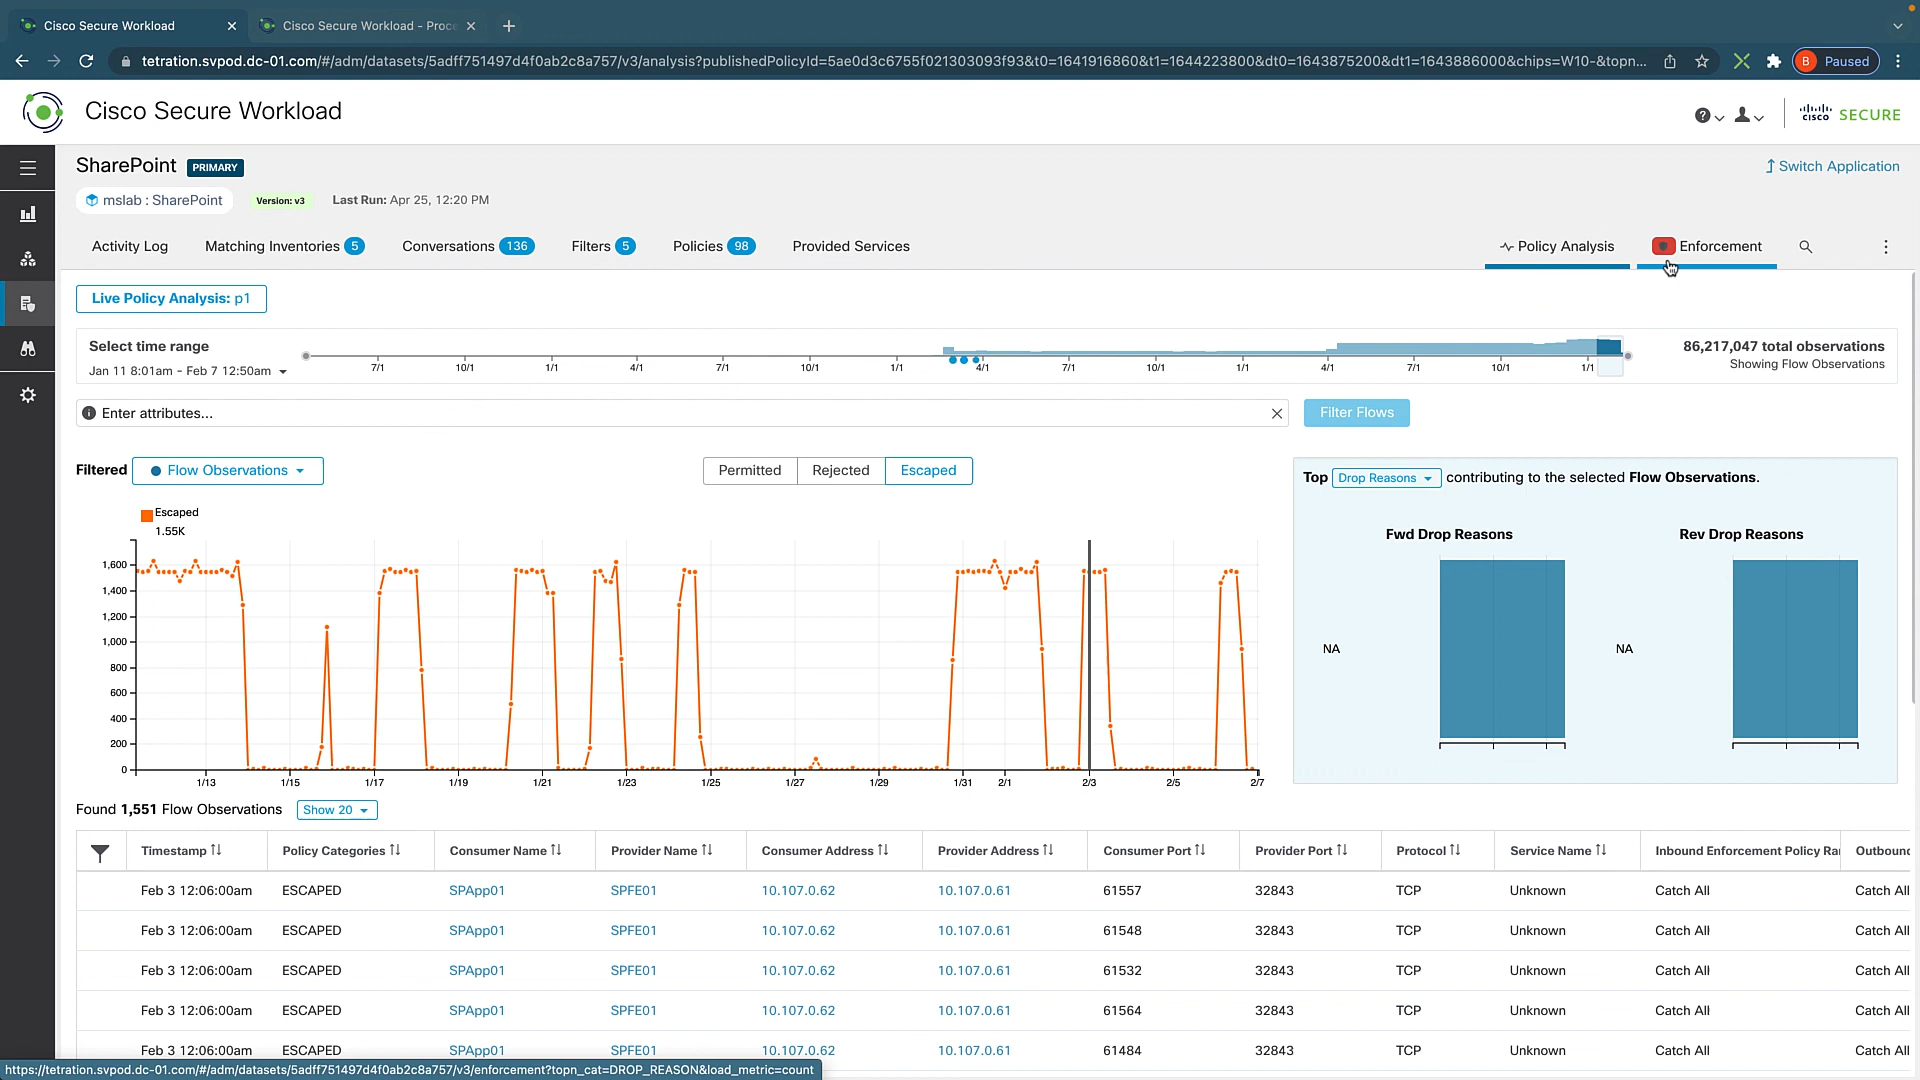 Cisco Secure Workload
Cisco Secure Workload - Proce
tetration.svpod.dc-01.com/#/adm/datasets/5adff751497d4f0ab2c8a757/v3/analysis?publishedPolicyId=5ae0d3c6755f021303093f93&t0=1641916860&t1=1644223800&dt0=1643875200&dt1=1643886000&chips=W10-&topn...
B Paused
Cisco Secure Workload
cisco SECURE
SharePoint PRIMARY
Switch Application
mslab : SharePoint Version: v3 Last Run: Apr 25, 12:20 PM
Activity Log Matching Inventories 5 Conversations 136 Filters 5 Policies 98 Provided Services Policy Analysis Enforcement
Live Policy Analysis: p1
Select time range
Jan 11 8:01am - Feb 7 12:50am
7/1 10/1 1/1 4/1 7/1 10/1 1/1 4/1 7/1 10/1 1/1 4/1 7/1 10/1 1/1
86,217,047 total observations
Showing Flow Observations
Enter attributes... Filter Flows
Filtered Flow Observations Permitted Rejected Escaped
Escaped
1.55K
1,600
1,400
1,200
1,000
800
600
400
200
0
1/13 1/15 1/17 1/19 1/21 1/23 1/25 1/27 1/29 1/31 2/1 2/3 2/5 2/7
Top Drop Reasons contributing to the selected Flow Observations.
Fwd Drop Reasons Rev Drop Reasons
NA NA
Found 1,551 Flow Observations Show 20
Timestamp Policy Categories Consumer Name Provider Name Consumer Address Provider Address Consumer Port Provider Port Protocol Service Name Inbound Enforcement Policy Ra Outbound
Feb 3 12:06:00am ESCAPED SPApp01 SPFE01 10.107.0.62 10.107.0.61 61557 32843 TCP Unknown Catch All Catch All
Feb 3 12:06:00am ESCAPED SPApp01 SPFE01 10.107.0.62 10.107.0.61 61548 32843 TCP Unknown Catch All Catch All
Feb 3 12:06:00am ESCAPED SPApp01 SPFE01 10.107.0.62 10.107.0.61 61532 32843 TCP Unknown Catch All Catch All
Feb 3 12:06:00am ESCAPED SPApp01 SPFE01 10.107.0.62 10.107.0.61 61564 32843 TCP Unknown Catch All Catch All
Feb 3 12:06:00am ESCAPED SPApp01 SPFE01 10.107.0.62 10.107.0.61 61484 32843 TCP Unknown Catch All Catch All
https://tetration.svpod.dc-01.com/#/adm/datasets/5adff751497d4f0ab2c8a757/v3/enforcement?topn_cat=DROP_REASON&load_metric=count